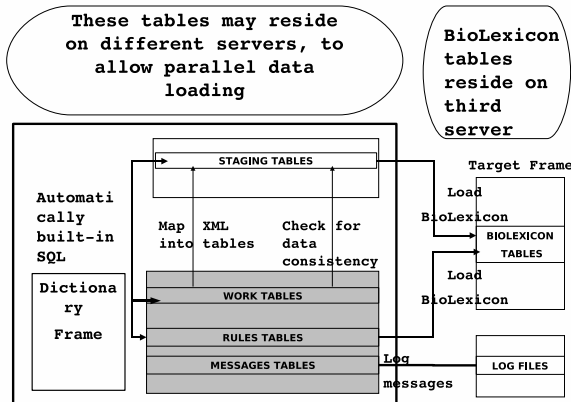 These tables may reside
on different servers, to
allow parallel data
loading
BioLexicon
tables
reside on
third
server
STAGING TABLES
Target Frame
Automati
cally
built-in
SQL
Map XML
into tables
Check for
data
consistency
Load
BioLexicon
BIOLEXICON
TABLES
Load
BioLexicon
Dictiona
ry
Frame
WORK TABLES
RULES TABLES
MESSAGES TABLES
Log
messages
LOG FILES